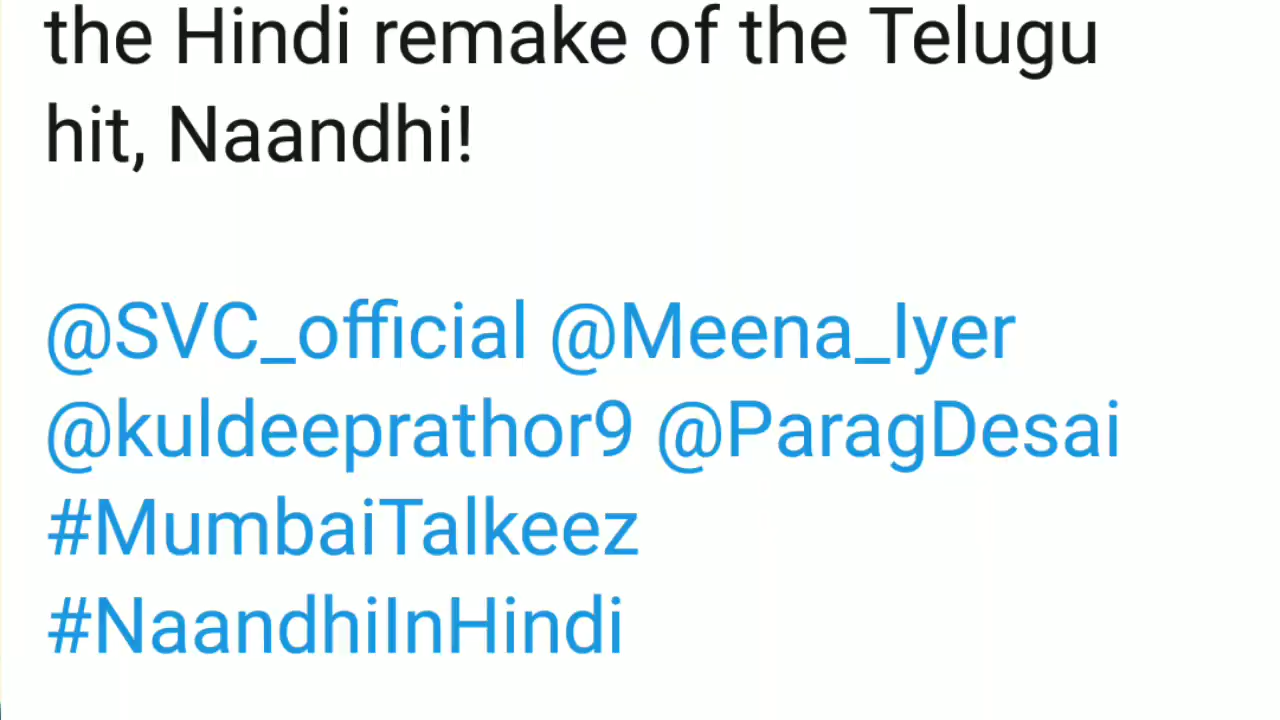 the Hindi remake of the Telugu
hit, Naandhi!
@SVC_official @Meena_Iyer
@kuldeeprathor9 @ParagDesai
#MumbaiTalkeez
#NaandhiInHindi